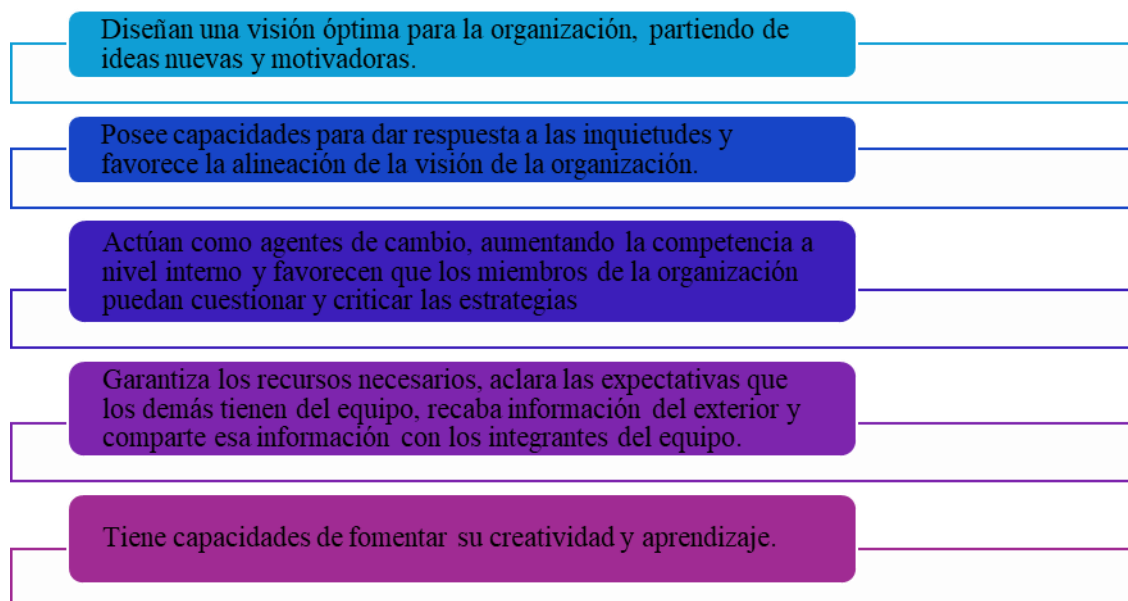 Diseñan una visión óptima para la organización, partiendo de
ideas nuevas y motivadoras.
Posee capacidades para dar respuesta a las inquietudes y
favorece la alineación de la visión de la organización.
Actúan como agentes de cambio, aumentando la competencia a
nivel interno y favorecen que los miembros de la organización
puedan cuestionar y criticar las estrategias
Garantiza los recursos necesarios, aclara las expectativas que
los demás tienen del equipo, recaba información del exterior y
comparte esa información con los integrantes del equipo.
Tiene capacidades de fomentar su creatividad y aprendizaje.